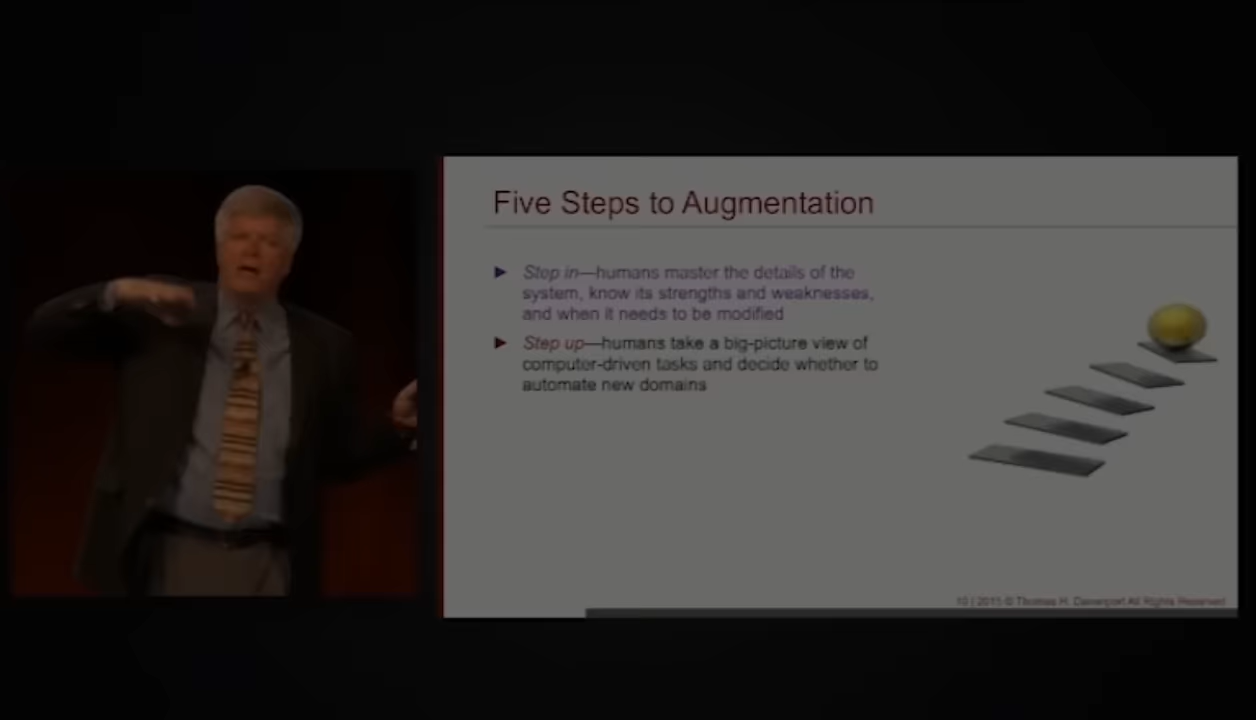 Five Steps to Augmentation
Step in—humans master the details of the
system, know its strengths and weaknesses,
and when it needs to be modified
Step up—humans take a big-picture view of
computer-driven tasks and decide whether to
automate new domains
10 | 2015 © Thomas H. Davenport All Rights Reserved